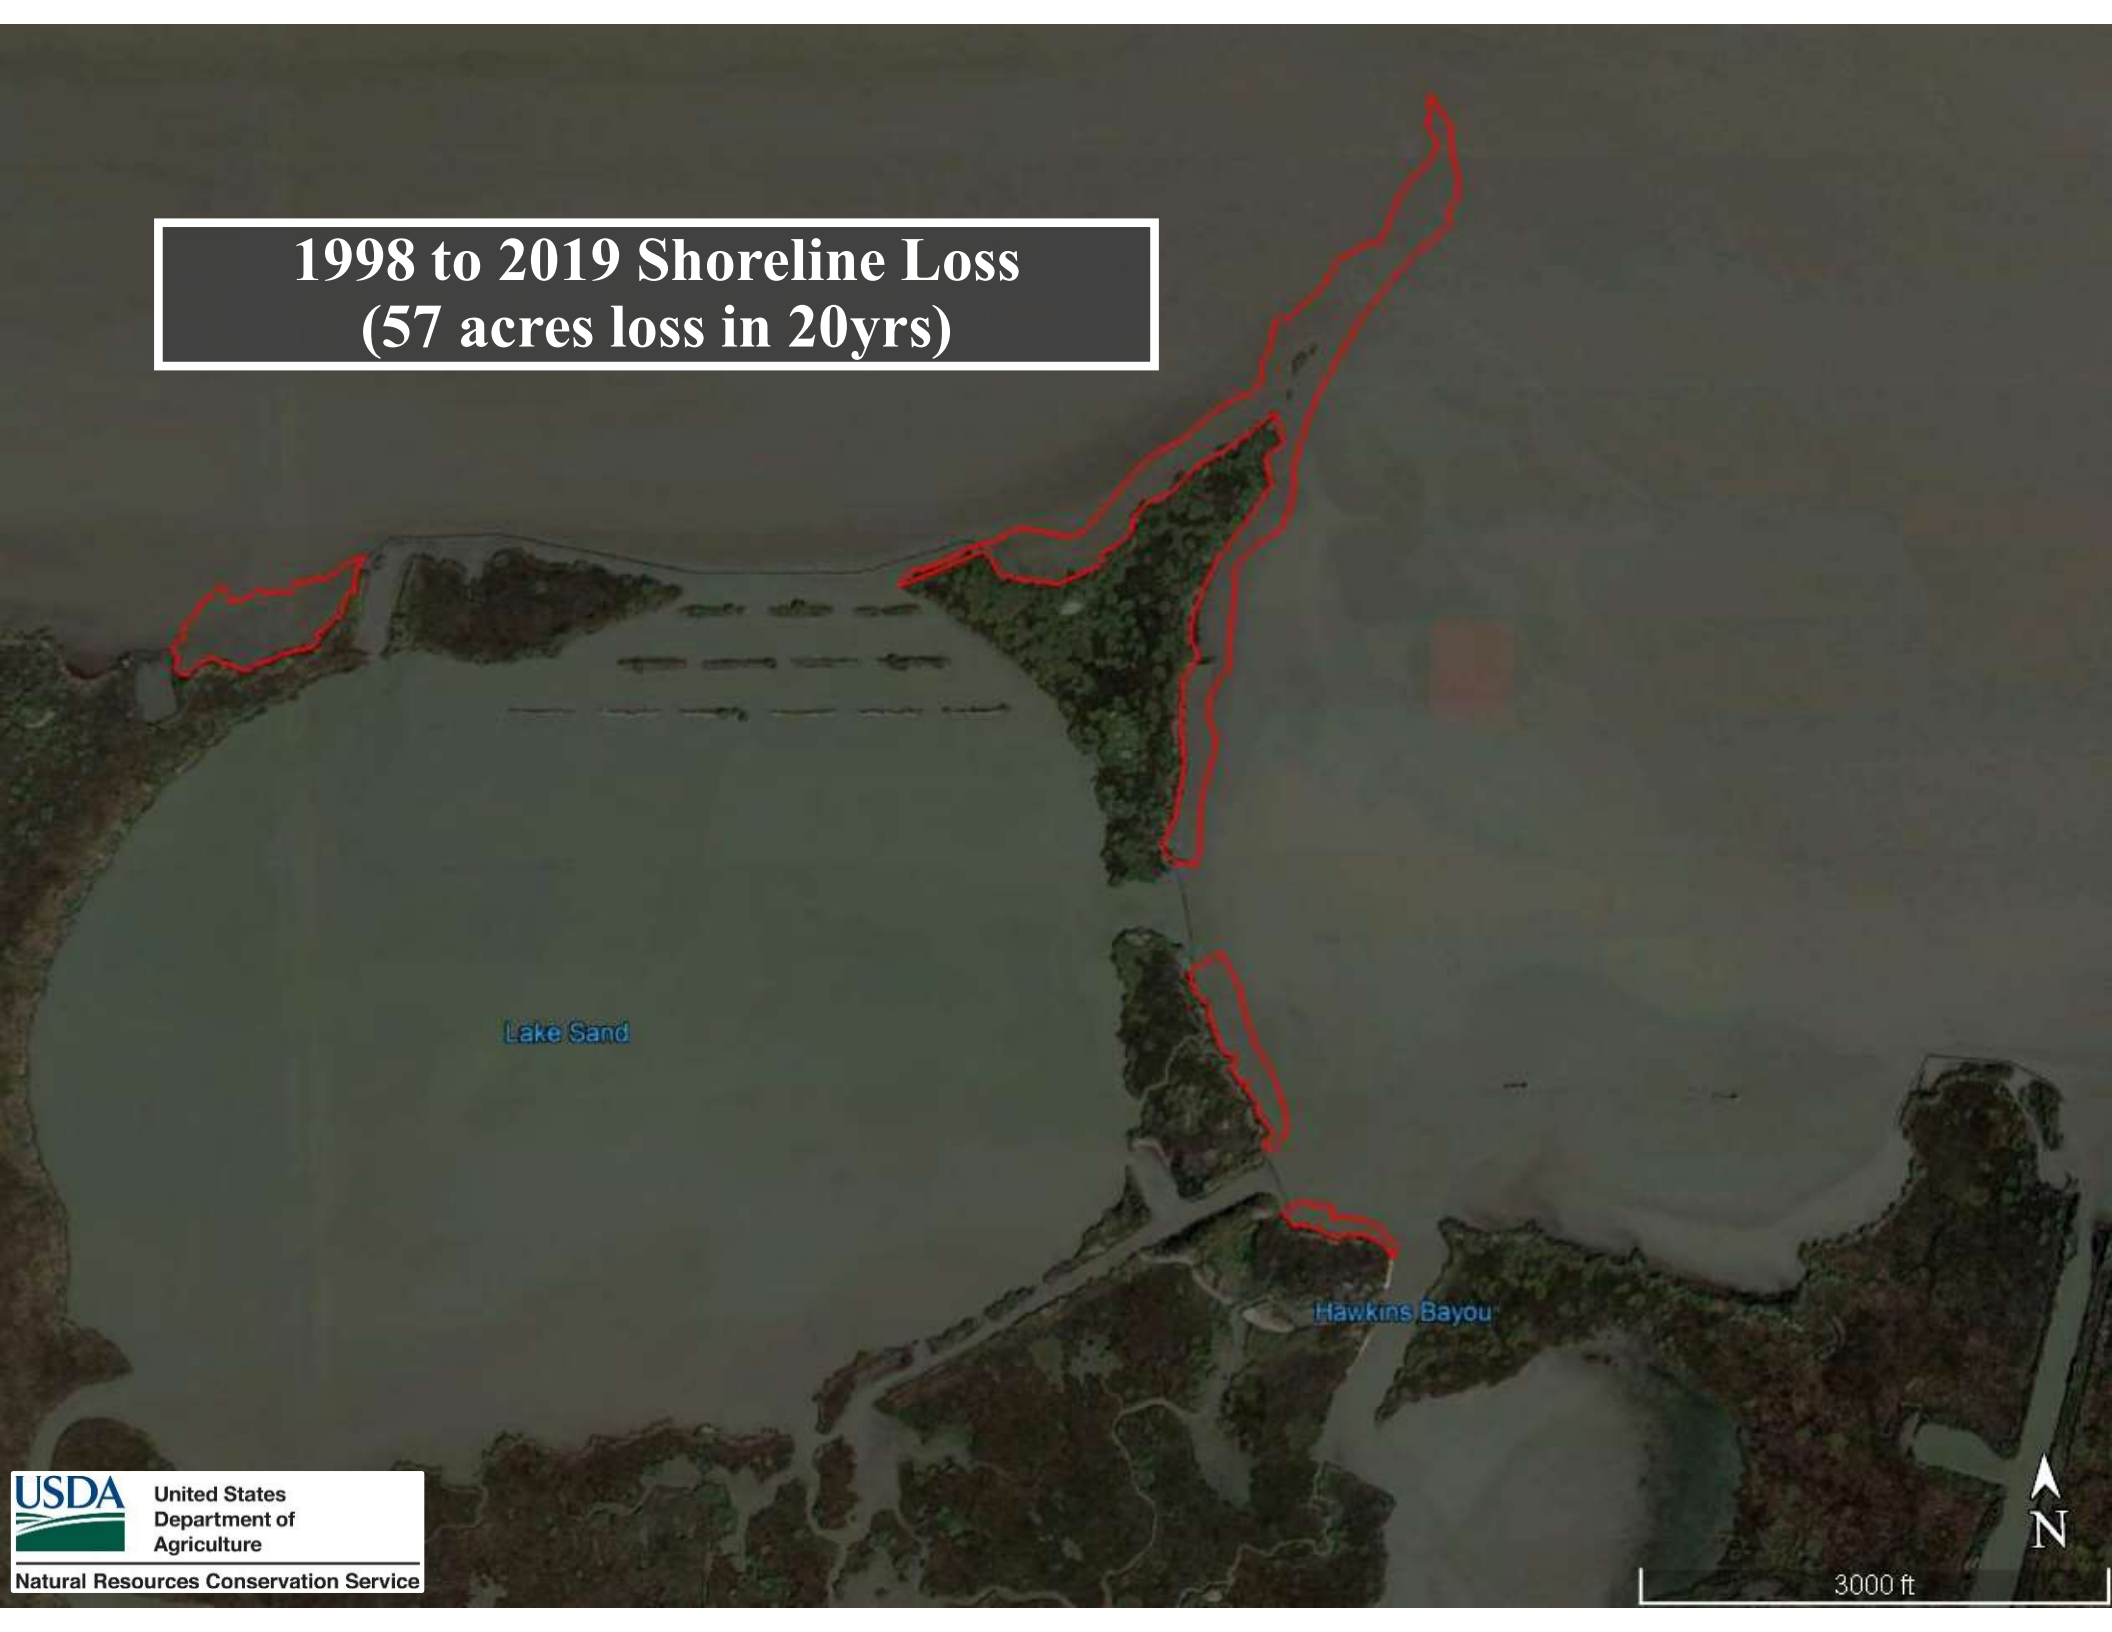 1998 to 2019 Shoreline Loss
(57 acres loss in 20yrs)
Lake Sand
Hawkins Bayou
USDA
United States
Department of
Agriculture
Natural Resources Conservation Service
N
3000 ft